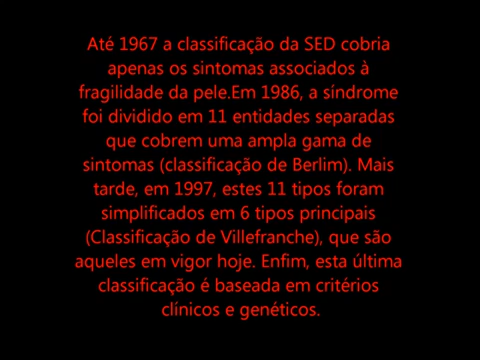 Até 1967 a classificação da SED cobria
apenas os sintomas associados à
fragilidade da pele.Em 1986, a síndrome
foi dividido em 11 entidades separadas
que cobrem uma ampla gama de
sintomas (classificação de Berlim). Mais
tarde, em 1997, estes 11 tipos foram
simplificados em 6 tipos principais
(Classificação de Villefranche), que são
aqueles em vigor hoje. Enfim, esta última
classificação é baseada em critérios
clínicos e genéticos.